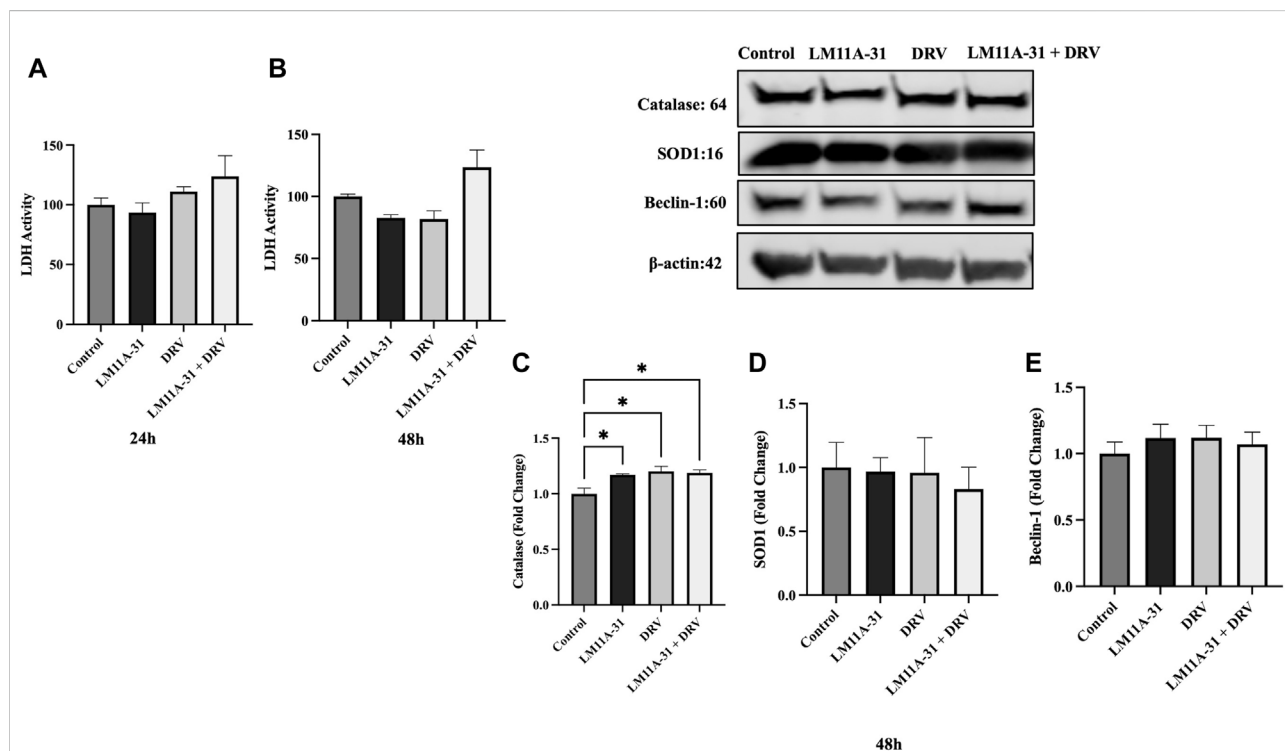 A
B
Control LM11A-31 DRV LM11A-31 + DRV
Catalase: 64
SOD1:16
Beclin-1:60
β-actin:42
LDH Activity
150
100
50
0
Control
LM11A-31
DRV
LM11A-31 + DRV
24h
LDH Activity
150
100
50
0
Control
LM11A-31
DRV
LM11A-31 + DRV
48h
C
Catalase (Fold Change)
1.5
1.0
0.5
0.0
*
*
*
Control
LM11A-31
DRV
LM11A-31 + DRV
D
SOD1 (Fold Change)
1.5
1.0
0.5
0.0
Control
LM11A-31
DRV
LM11A-31 + DRV
E
Beclin-1 (Fold Change)
1.5
1.0
0.5
0.0
Control
LM11A-31
DRV
LM11A-31 + DRV
48h